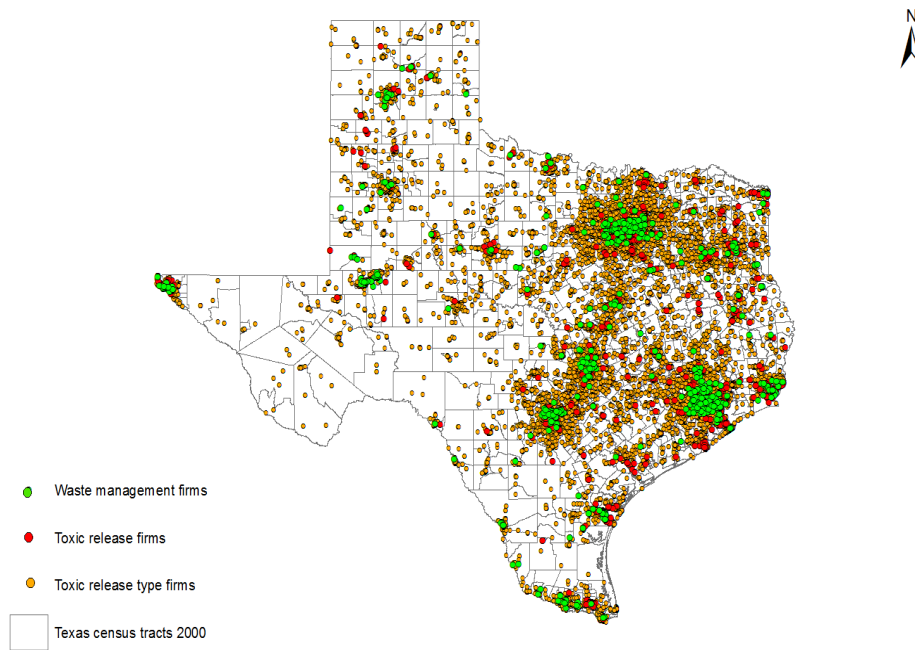 N
Waste management firms
Toxic release firms
Toxic release type firms
Texas census tracts 2000